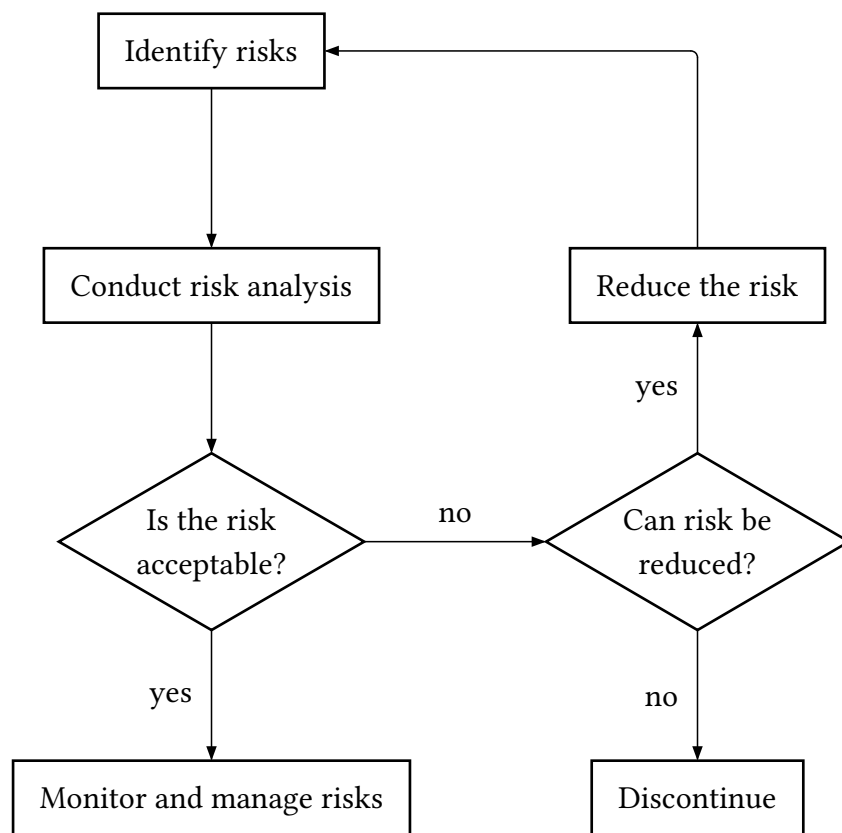 Identify risks
Conduct risk analysis
Reduce the risk
yes
Is the risk
acceptable?
no
Can risk be
reduced?
yes
no
Monitor and manage risks
Discontinue